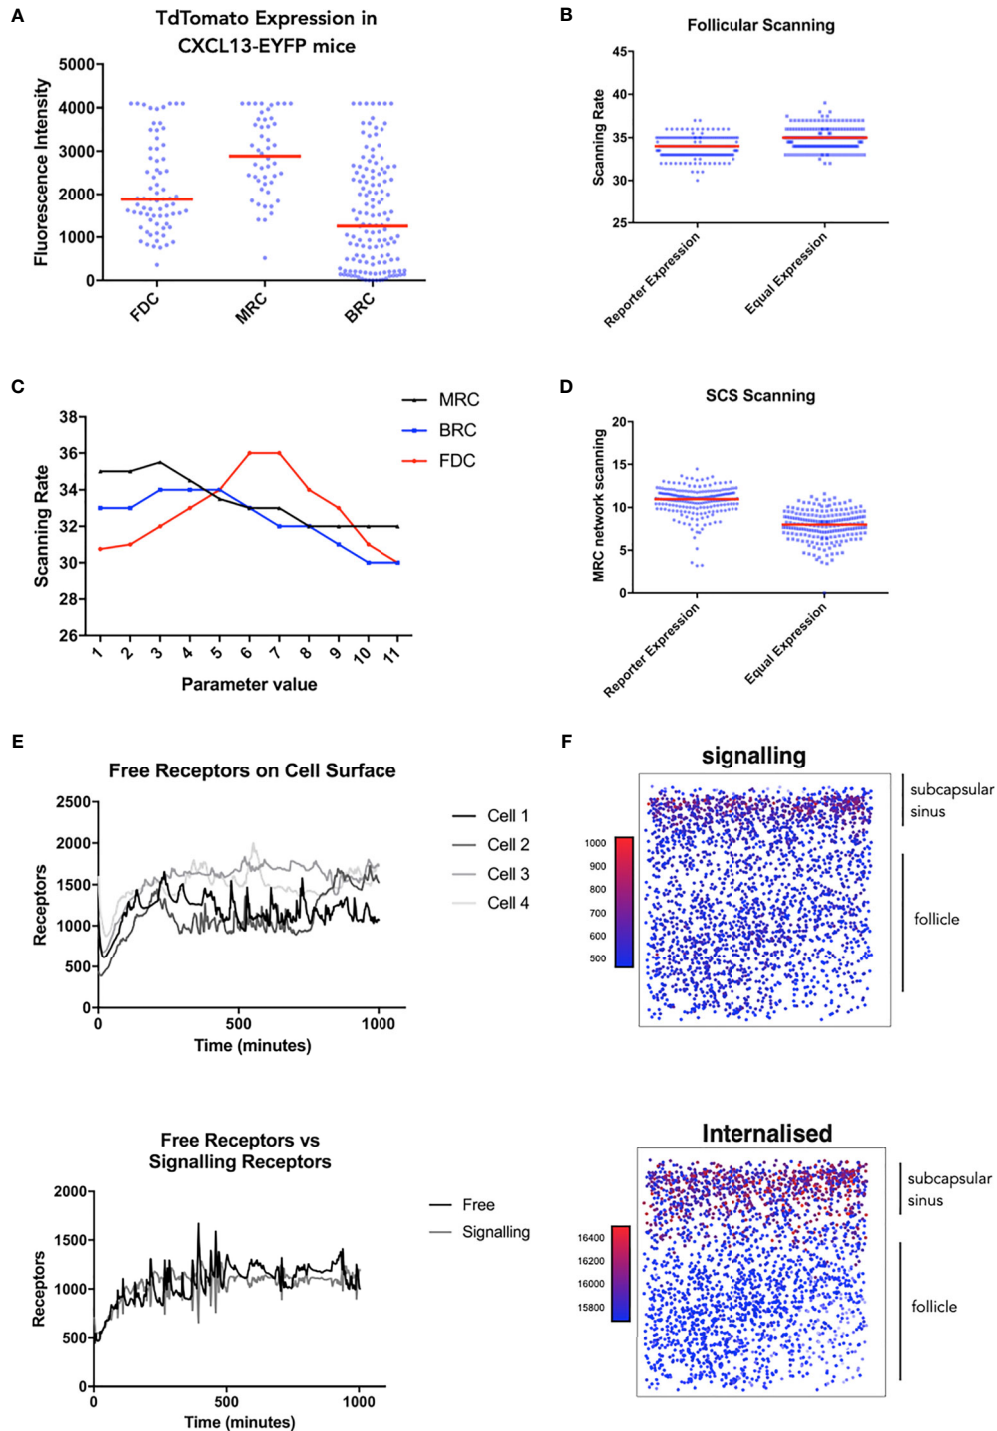 A
TdTomato Expression in
CXCL13-EYFP mice
Fluorescence Intensity
5000
4000
3000
2000
1000
0
FDC
MRC
BRC
B
Follicular Scanning
Scanning Rate
45
40
35
30
25
Reporter Expression
Equal Expression
C
Scanning Rate
38
36
34
32
30
28
26
1
2
3
4
5
6
7
8
9
10
11
Parameter value
MRC
BRC
FDC
D
SCS Scanning
MRC network scanning
20
15
10
5
0
Reporter Expression
Equal Expression
E
Free Receptors on Cell Surface
Receptors
2500
2000
1500
1000
500
0
0
500
1000
Time (minutes)
Cell 1
Cell 2
Cell 3
Cell 4
Free Receptors vs
Signalling Receptors
Receptors
2000
1500
1000
500
0
0
500
1000
Time (minutes)
Free
Signalling
F
signalling
1000
900
800
700
600
500
subcapsular
sinus
follicle
Internalised
16400
16200
16000
15800
subcapsular
sinus
follicle